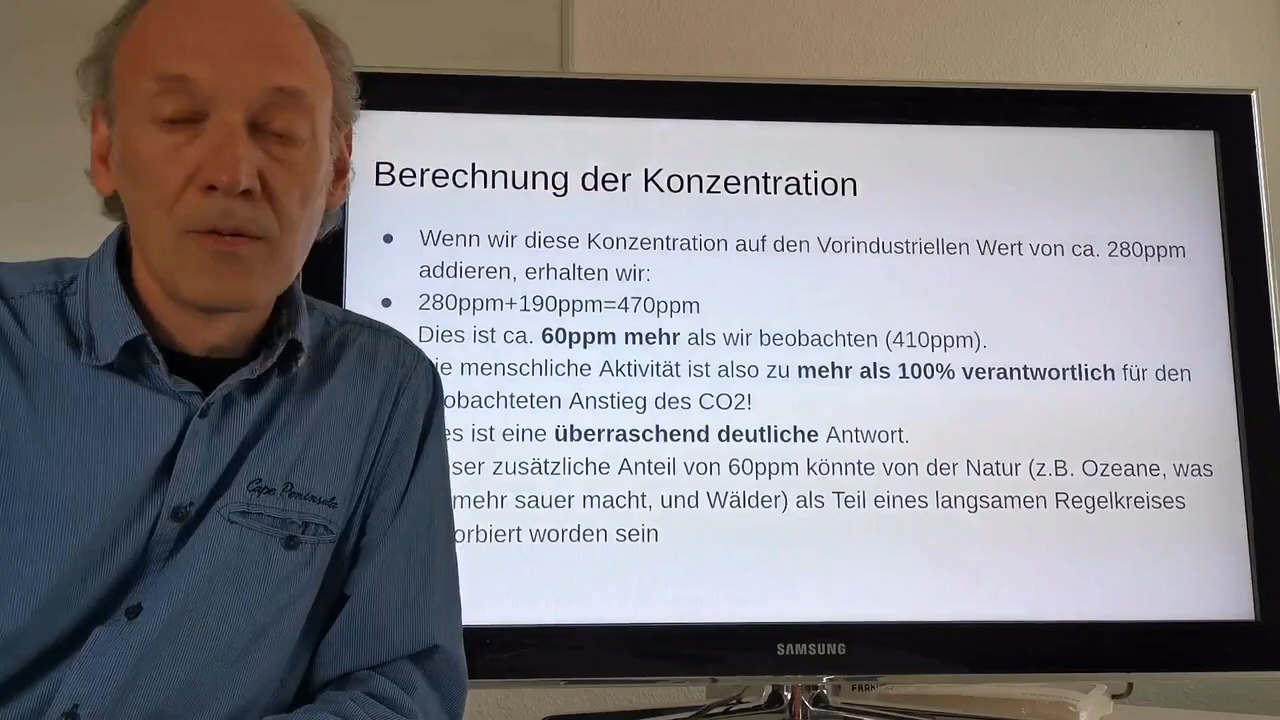 Berechnung der Konzentration
● Wenn wir diese Konzentration auf den Vorindustriellen Wert von ca. 280ppm
addieren, erhalten wir:
● 280ppm+190ppm=470ppm
Dies ist ca. 60ppm mehr als wir beobachten (410ppm).
menschliche Aktivität ist also zu mehr als 100% verantwortlich für den
obachteten Anstieg des CO2!
es ist eine überraschend deutliche Antwort.
ser zusätzliche Anteil von 60ppm könnte von der Natur (z.B. Ozeane, was
mehr sauer macht, und Wälder) als Teil eines langsamen Regelkreises
orbiert worden sein
Cape Peninsula
SAMSUNG